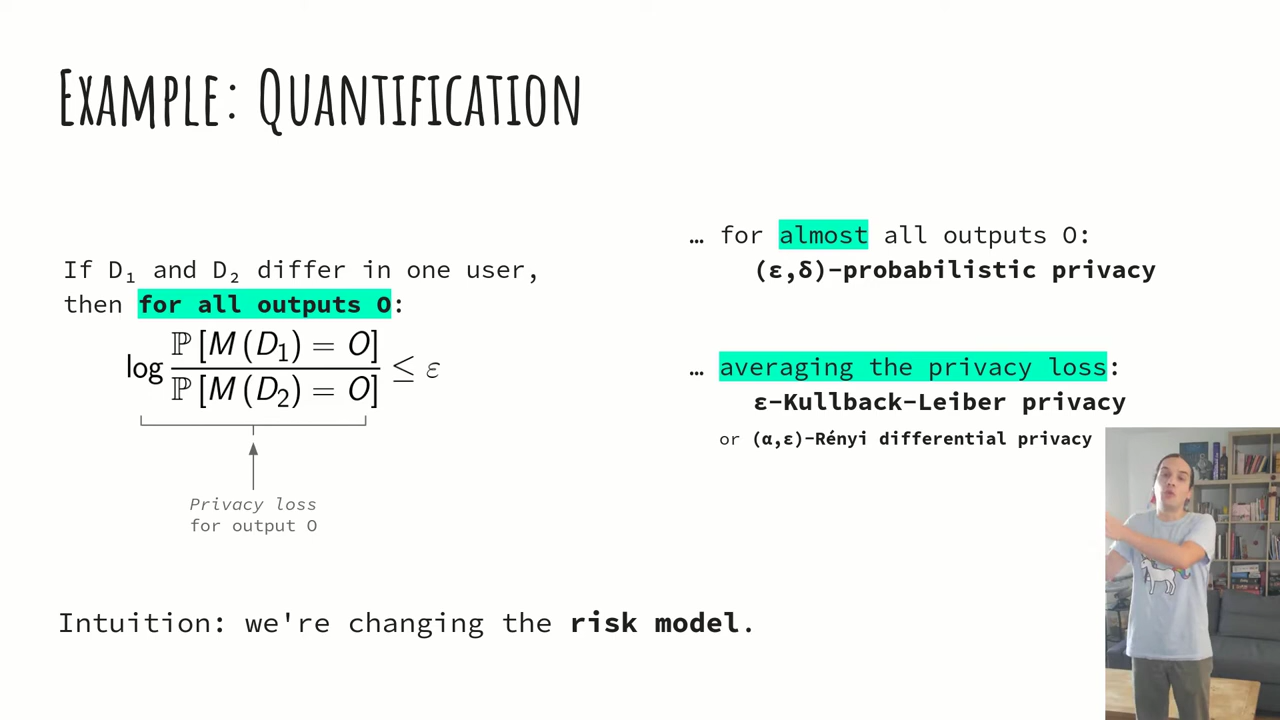 Example: Quantification
If D₁ and D₂ differ in one user,
then for all outputs O:
log ℙ[M(D₁) = O] / ℙ[M(D₂) = O] ≤ ε
Privacy loss
for output O
… for almost all outputs O:
(ε,δ)-probabilistic privacy
… averaging the privacy loss:
ε-Kullback-Leiber privacy
or (α,ε)-Rényi differential privacy
Intuition: we're changing the risk model.